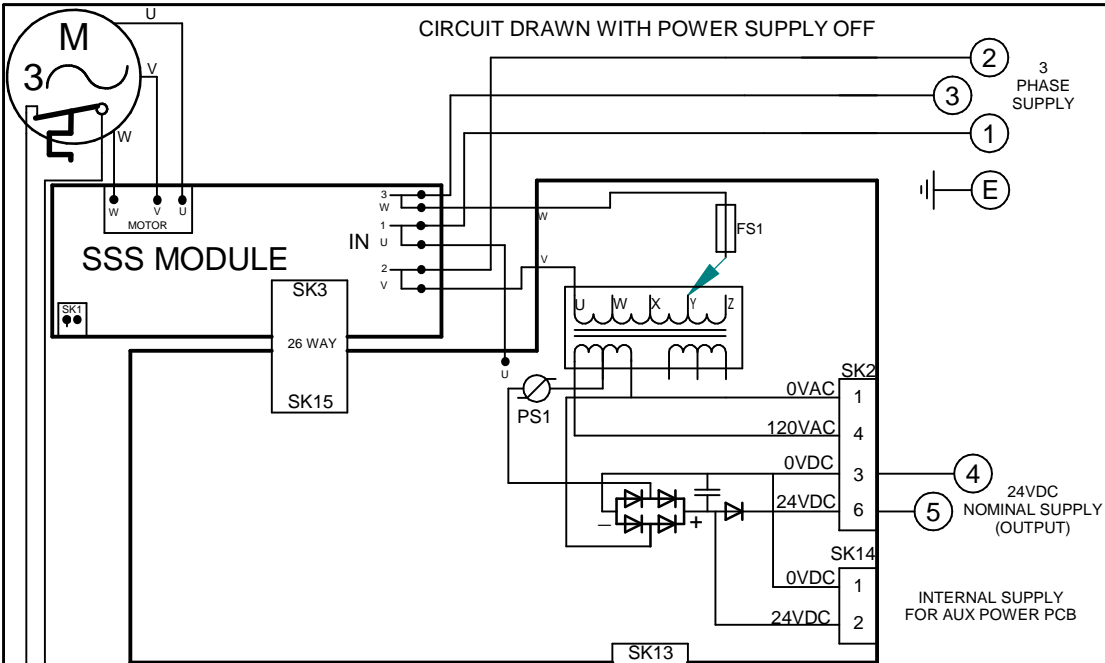 U
CIRCUIT DRAWN WITH POWER SUPPLY OFF
M
3
V
W
2
3
1
E
3
PHASE
SUPPLY
W
V
U
MOTOR
SSS MODULE
IN
3
W
1
U
2
V
SK1
SK3
26 WAY
SK15
W
V
U
FS1
U
W
X
Y
Z
PS1
SK2
0VAC
1
120VAC
4
0VDC
3
24VDC
6
4
5
24VDC
NOMINAL SUPPLY
(OUTPUT)
–
+
SK14
0VDC
1
24VDC
2
INTERNAL SUPPLY
FOR AUX POWER PCB
SK13